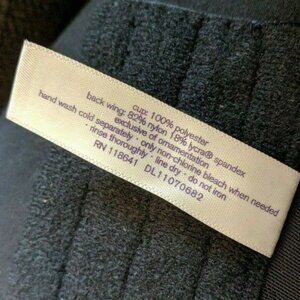 cup: 100% polyester
back wing: 82% nylon 18% lycra® spandex
exclusive of ornamentation
hand wash cold separately · only non-chlorine bleach when needed
· rinse thoroughly · line dry · do not iron
RN 118641 DL11070682